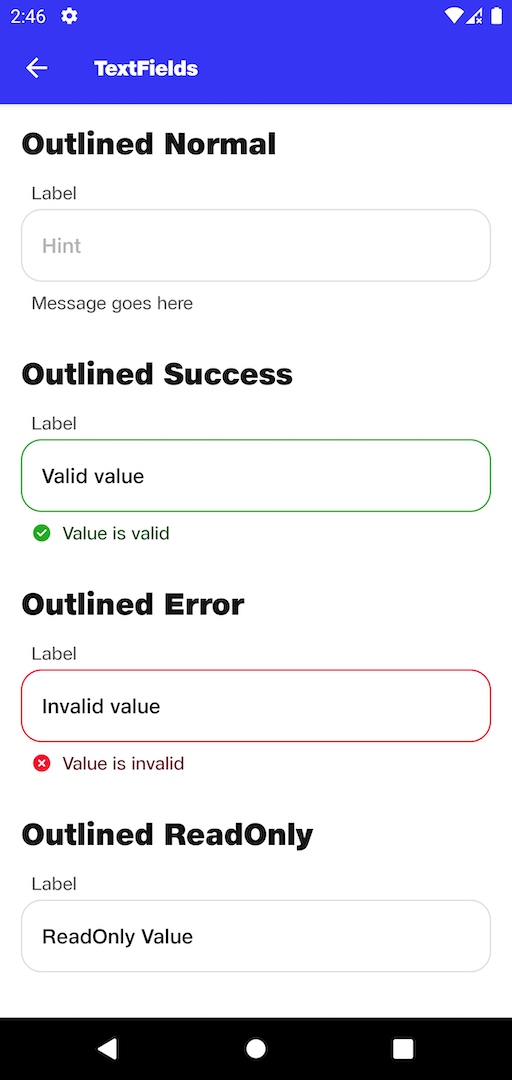 2:46
TextFields
Outlined Normal
Label
Hint
Message goes here
Outlined Success
Label
Valid value
Value is valid
Outlined Error
Label
Invalid value
Value is invalid
Outlined ReadOnly
Label
ReadOnly Value